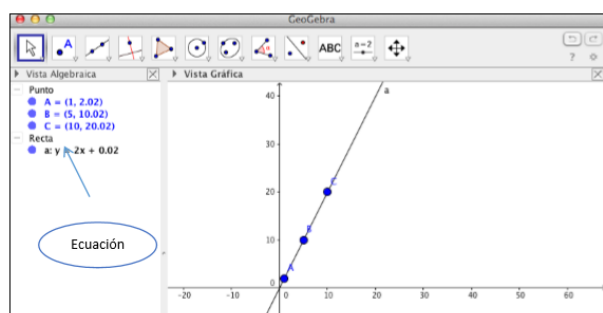 GeoGebra
A
ABC
a=2
?
Vista Algebraica
Vista Gráfica
Punto
A = (1, 2.02)
B = (5, 10.02)
C = (10, 20.02)
Recta
a: y 2x + 0.02
Ecuación
a
40
30
20
10
0
C
B
A
-20 -10 0 10 20 30 40 50 60